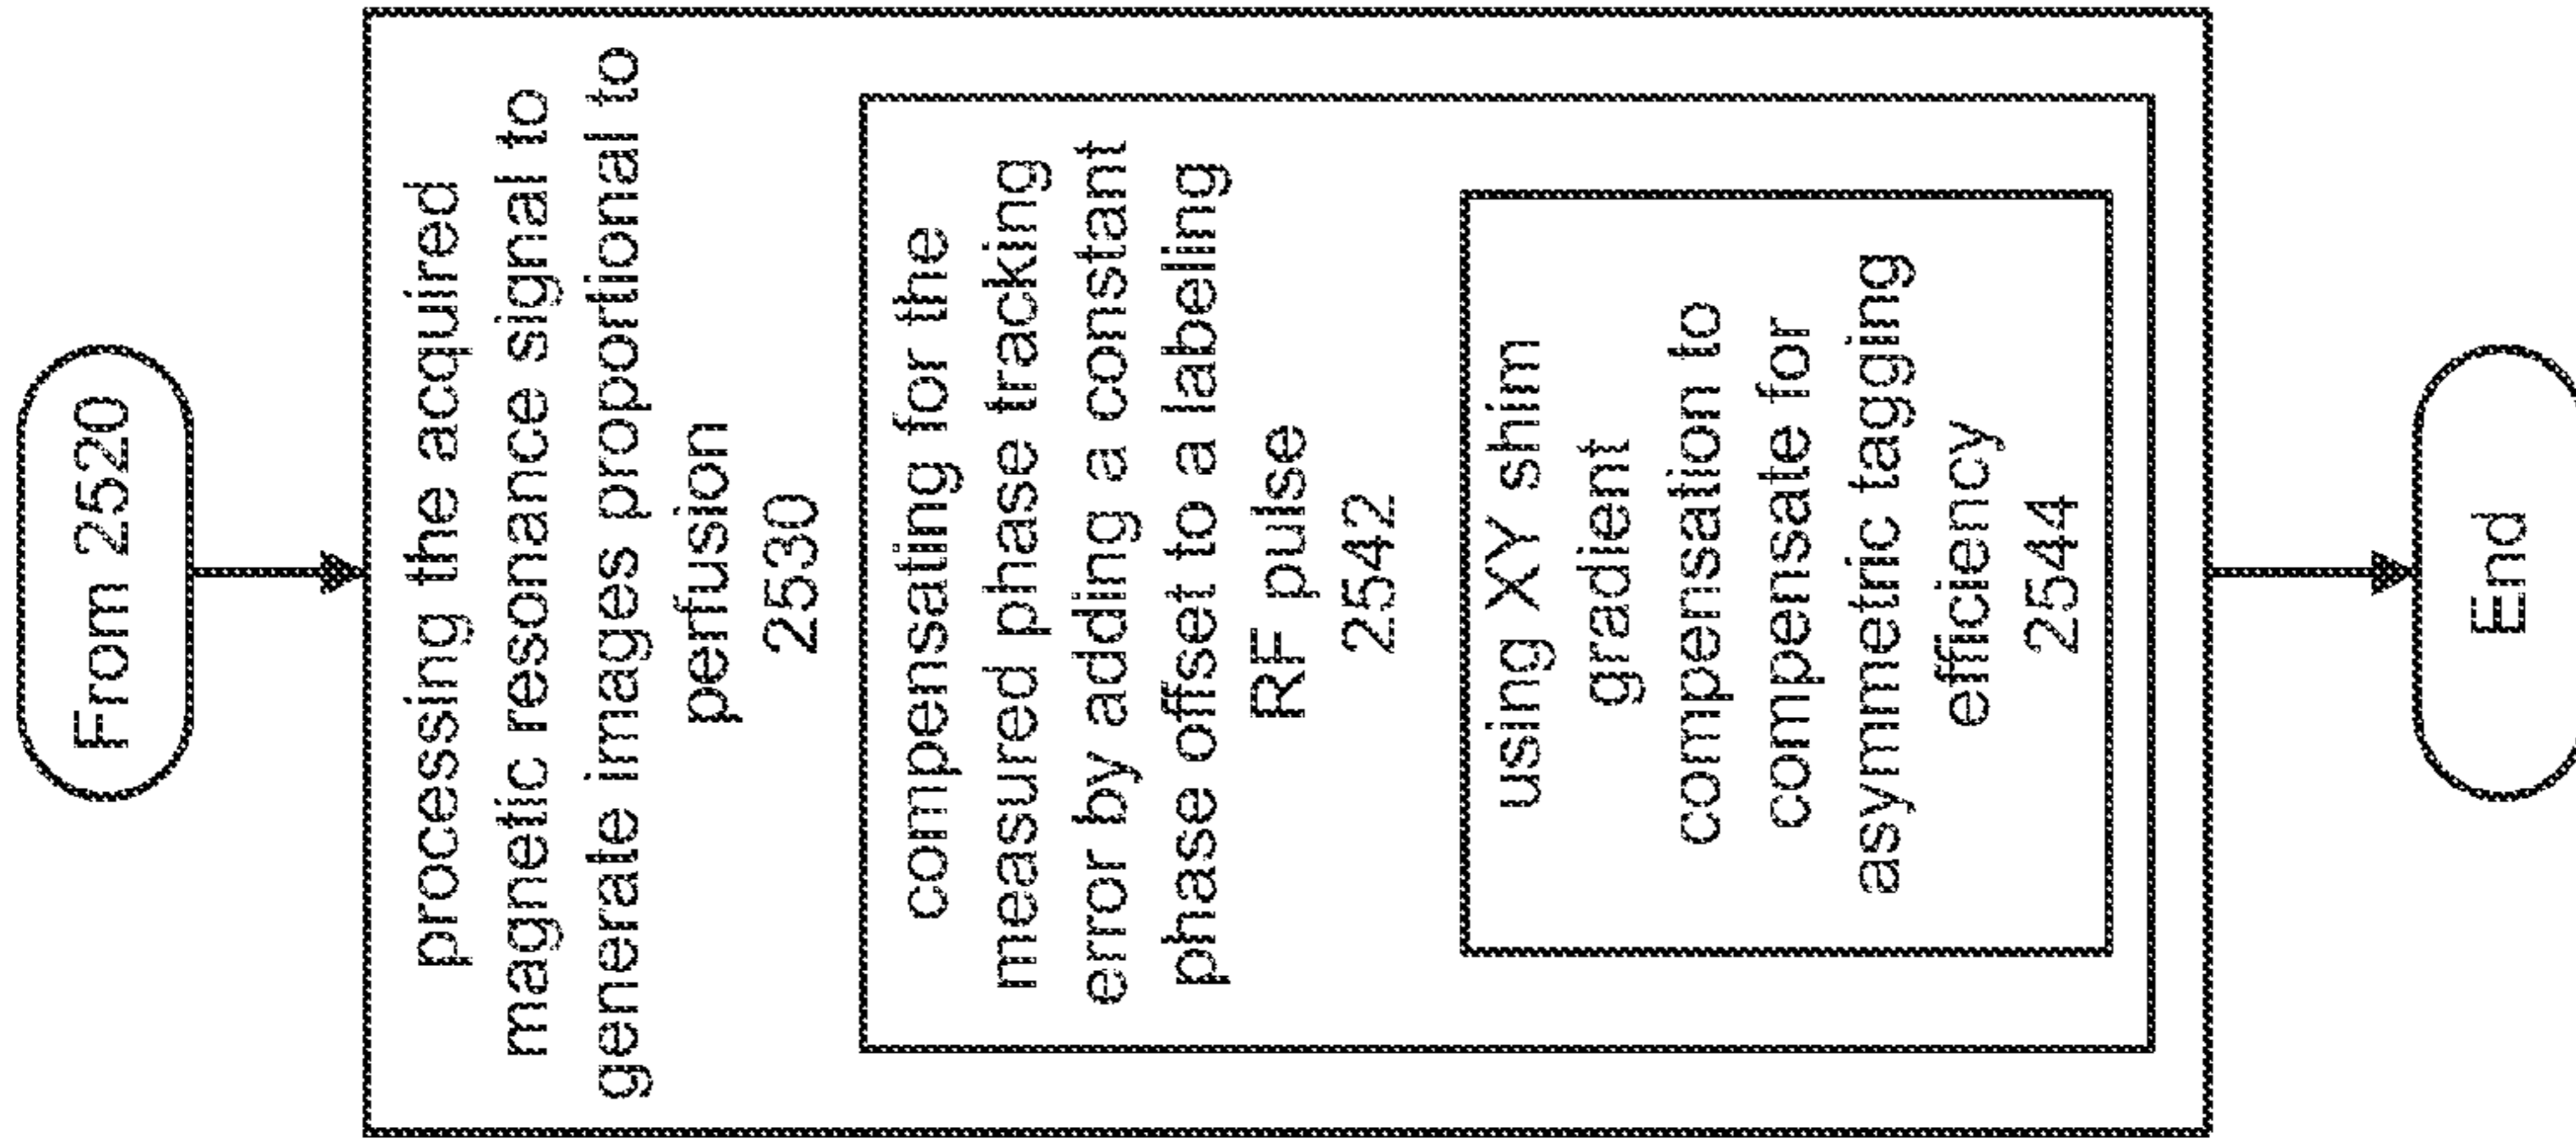 From 2520
processing the acquired
magnetic resonance signal to
generate images proportional to
perfusion
2530
compensating for the
measured phase tracking
error by adding a constant
phase offset to a labeling
RF pulse
2542
using XY shim
gradient
compensation to
compensate for
asymmetric tagging
efficiency
2544
End